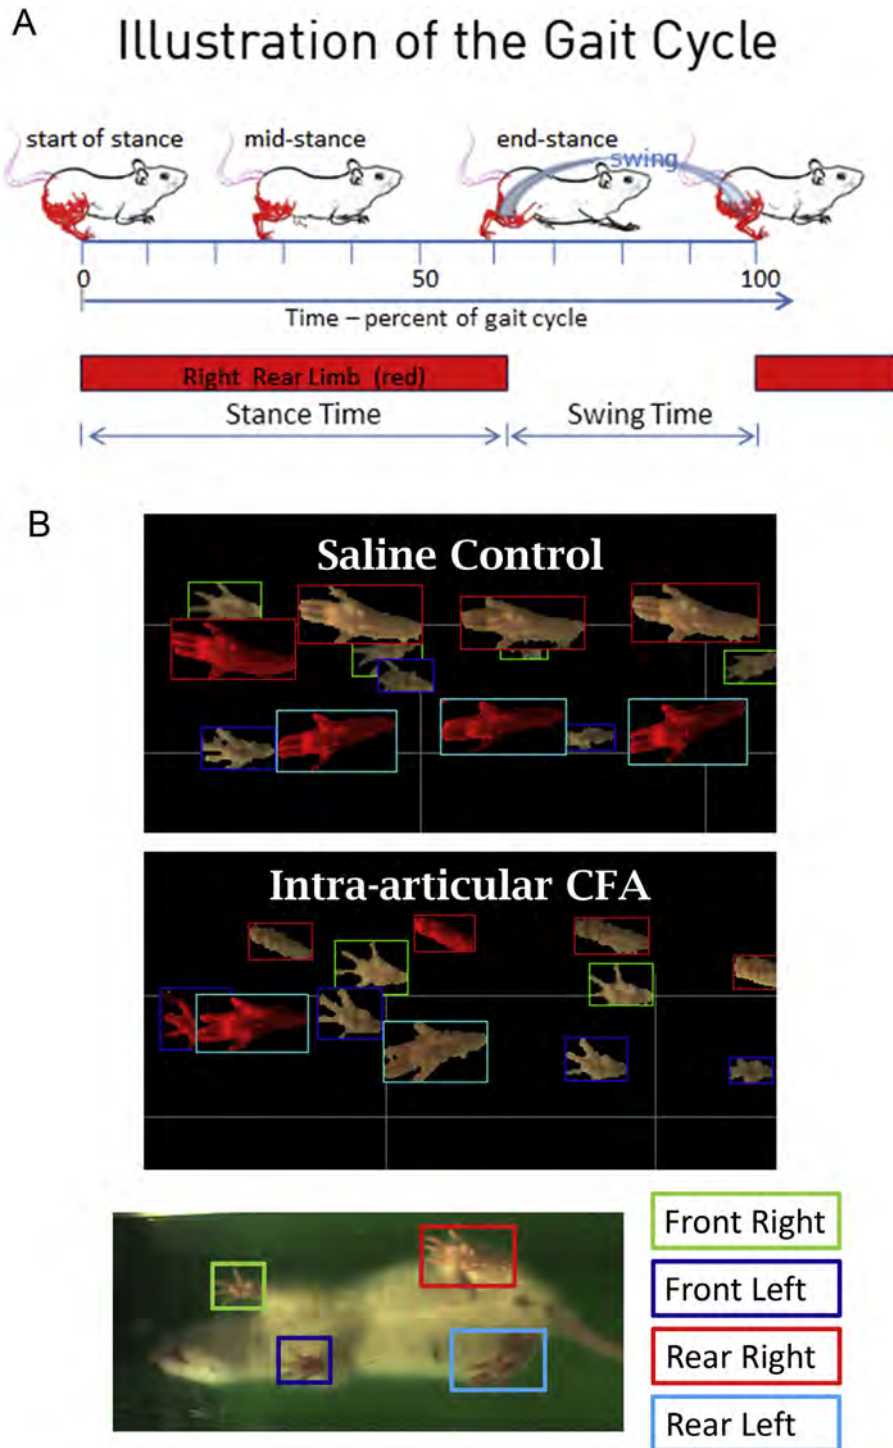 A
Illustration of the Gait Cycle
start of stance
mid-stance
end-stance
swing
0
50
100
Time – percent of gait cycle
Right Rear Limb (red)
Stance Time
Swing Time
B
Saline Control
Intra-articular CFA
Front Right
Front Left
Rear Right
Rear Left